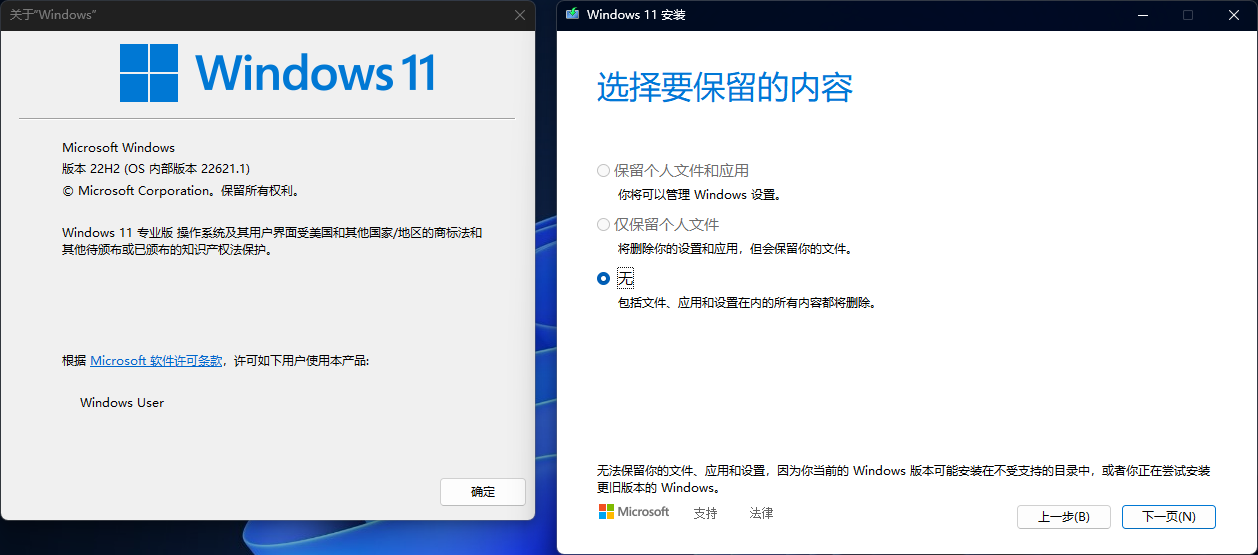 关于“Windows”
Windows 11
Microsoft Windows
版本 22H2 (OS 内部版本 22621.1)
© Microsoft Corporation。保留所有权利。
Windows 11 专业版 操作系统及其用户界面受美国和其他国家/地区的商标法和
其他待颁布或已颁布的知识产权法保护。
根据 Microsoft 软件许可条款，许可如下用户使用本产品:
Windows User
确定
Windows 11 安装
选择要保留的内容
保留个人文件和应用
你将可以管理 Windows 设置。
仅保留个人文件
将删除你的设置和应用，但会保留你的文件。
无
包括文件、应用和设置在内的所有内容都将删除。
无法保留你的文件、应用和设置，因为你当前的 Windows 版本可能安装在不受支持的目录中，或者你正在尝试安装
更旧版本的 Windows。
Microsoft 支持 法律
上一步(B) 下一页(N)